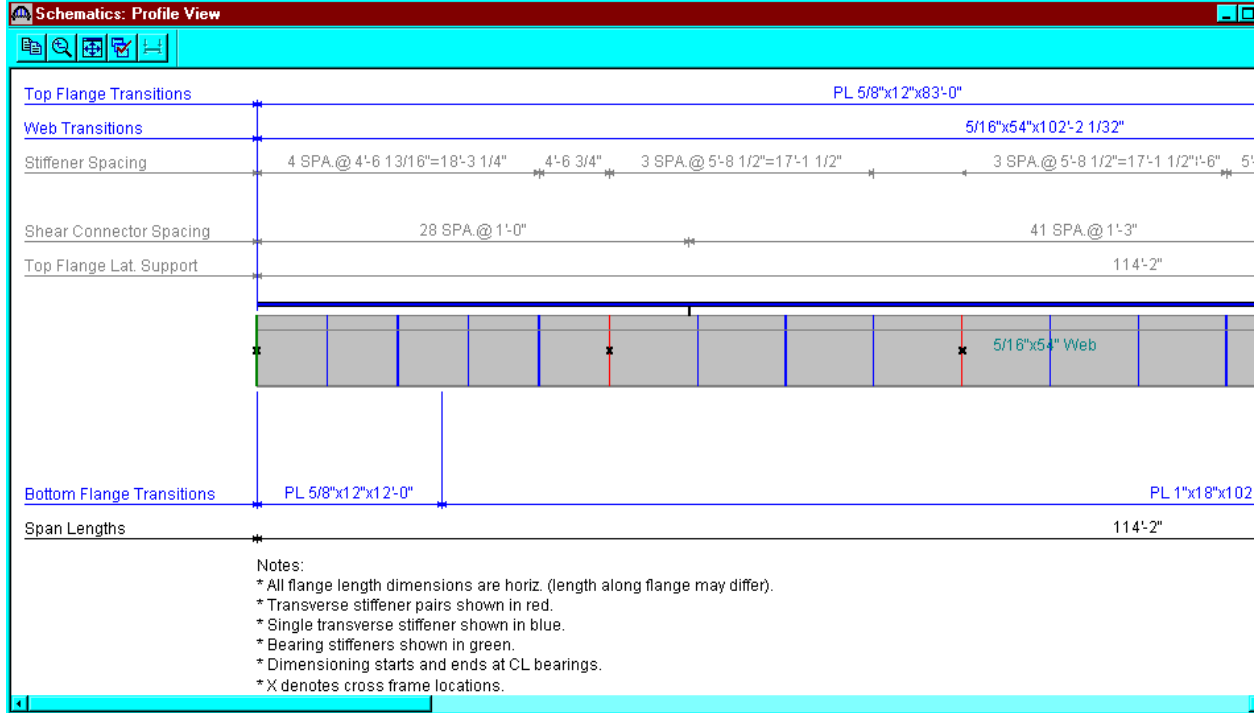 Schematics: Profile View
Top Flange Transitions PL 5/8"x12"x83'-0"
Web Transitions 5/16"x54"x102'-2 1/32"
Stiffener Spacing 4 SPA.@ 4'-6 13/16"=18'-3 1/4" 4'-6 3/4" 3 SPA.@ 5'-8 1/2"=17'-1 1/2" 3 SPA.@ 5'-8 1/2"=17'-1 1/2"
Shear Connector Spacing 28 SPA.@ 1'-0" 41 SPA.@ 1'-3"
Top Flange Lat. Support 114'-2"
5/16"x54" Web
Bottom Flange Transitions PL 5/8"x12"x12'-0" PL 1"x18"x102
Span Lengths 114'-2"
Notes:
* All flange length dimensions are horiz. (length along flange may differ).
* Transverse stiffener pairs shown in red.
* Single transverse stiffener shown in blue.
* Bearing stiffeners shown in green.
* Dimensioning starts and ends at CL bearings.
* X denotes cross frame locations.